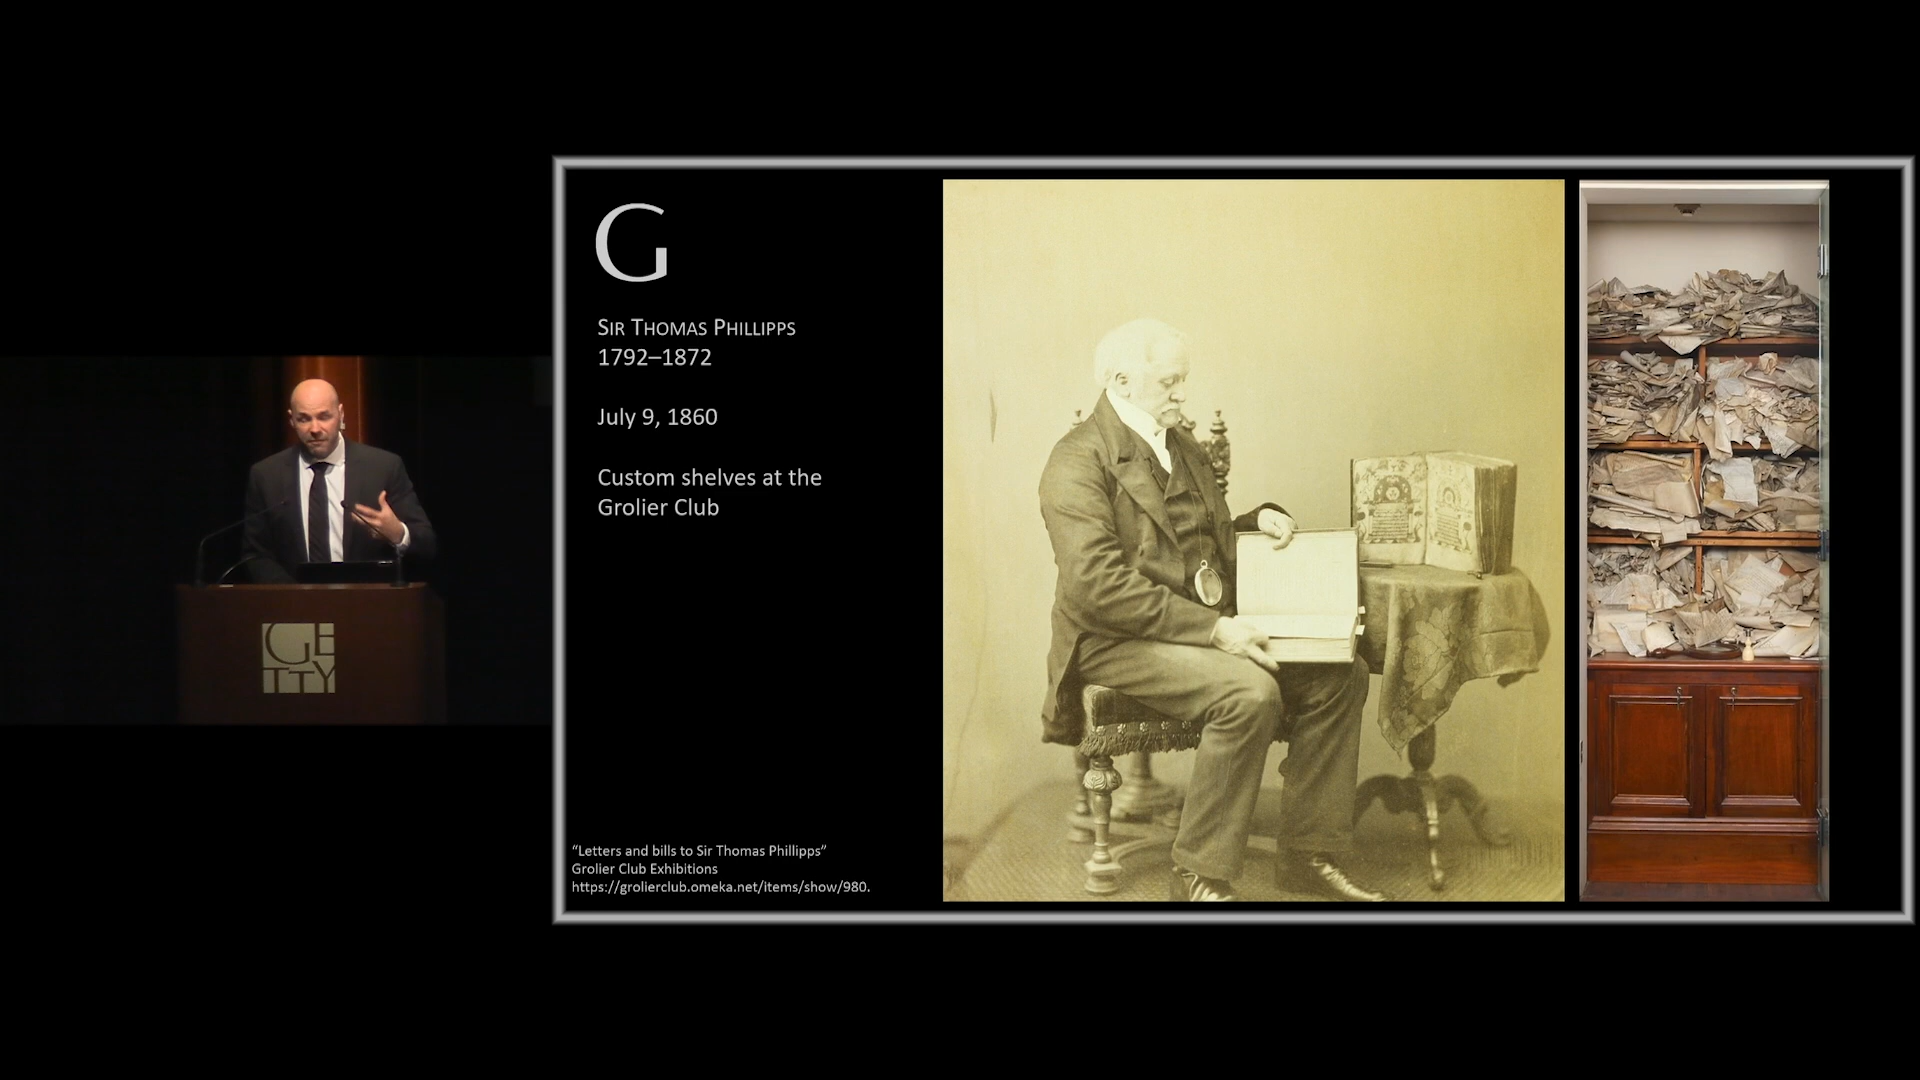 GETTY
G
Sir Thomas Phillipps
1792–1872
July 9, 1860
Custom shelves at the
Grolier Club
“Letters and bills to Sir Thomas Phillipps”
Grolier Club Exhibitions
https://grolierclub.omeka.net/items/show/980.